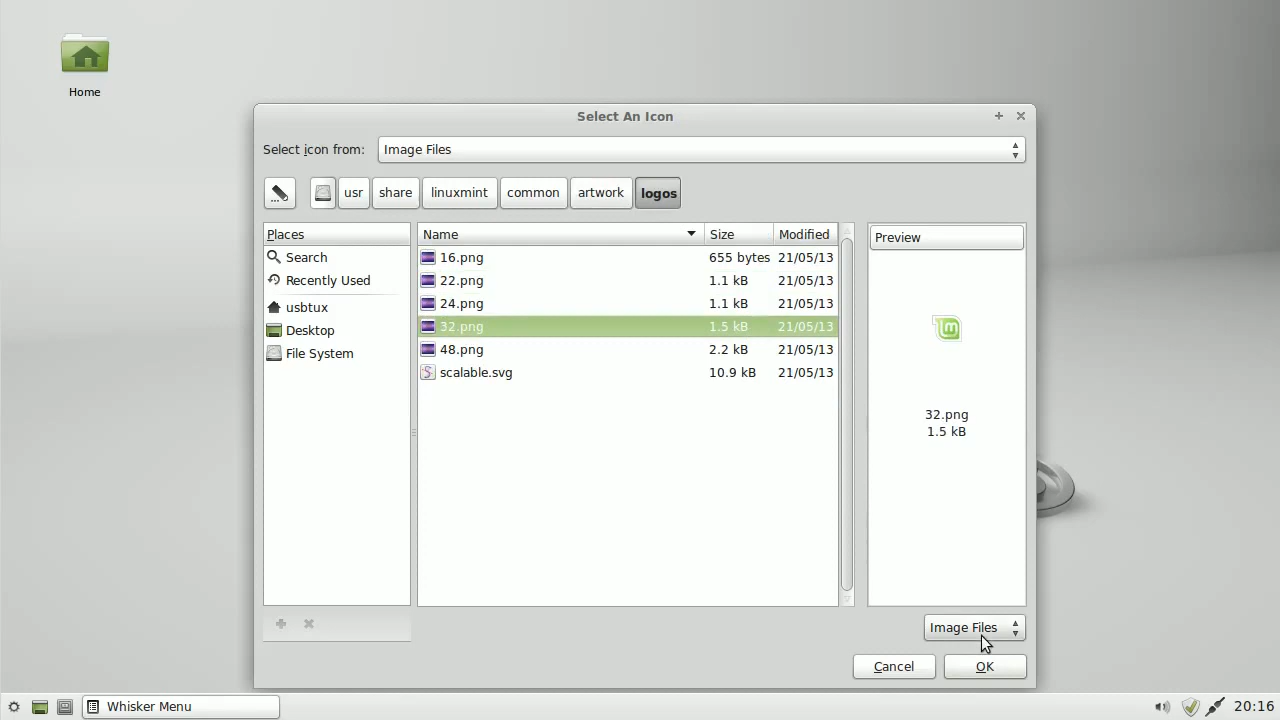 Home
Select An Icon
Select icon from: Image Files
usr share linuxmint common artwork logos
Places
Search
Recently Used
usbtux
Desktop
File System
Name Size Modified
16.png 655 bytes 21/05/13
22.png 1.1 kB 21/05/13
24.png 1.1 kB 21/05/13
32.png 1.5 kB 21/05/13
48.png 2.2 kB 21/05/13
scalable.svg 10.9 kB 21/05/13
Preview
32.png
1.5 kB
Image Files
Cancel OK
Whisker Menu 20:16